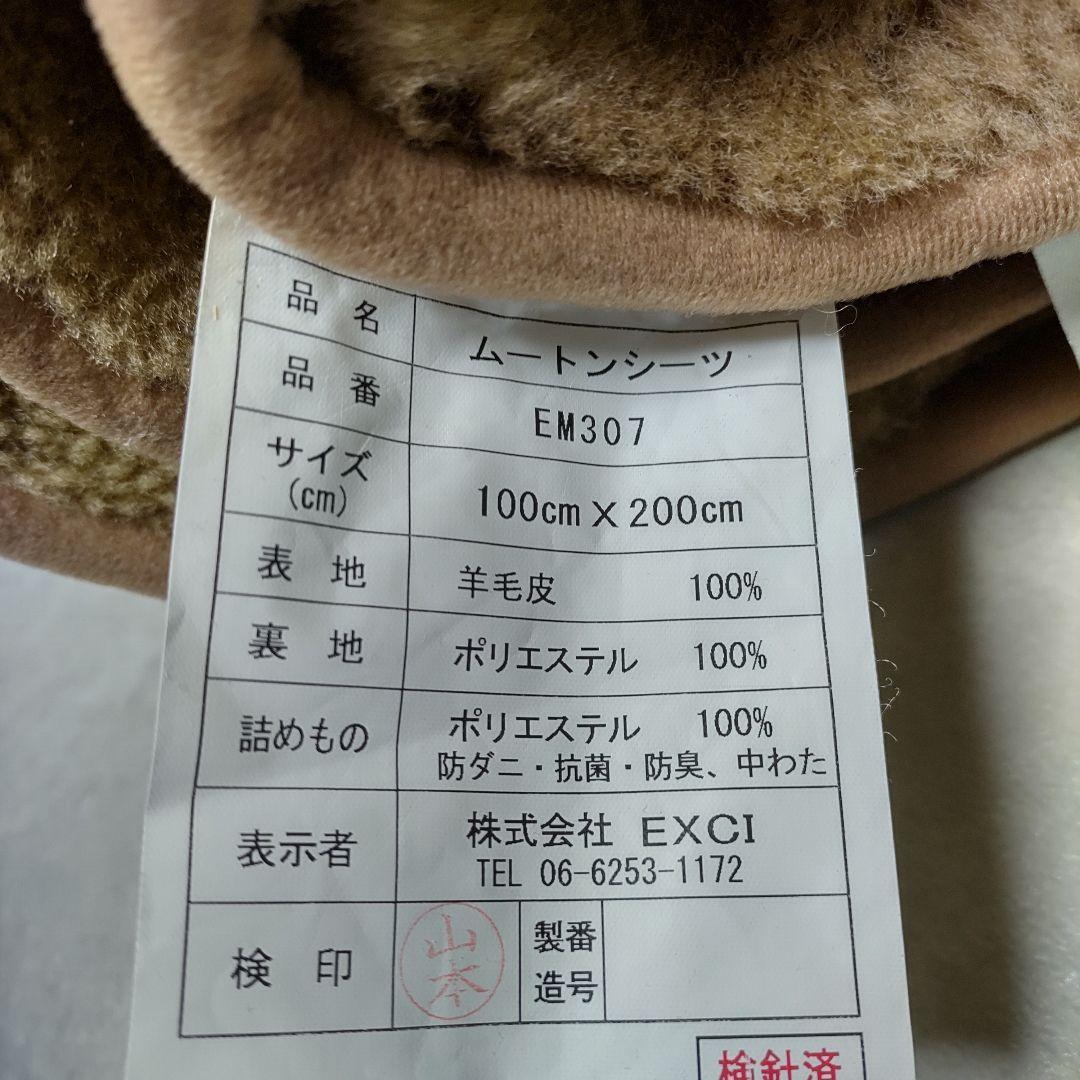 品 名 ムートンシーツ
品 番 EM307
サイズ
(cm) 100cm X 200cm
表 地 羊毛皮 100%
裏 地 ポリエステル 100%
詰めもの ポリエステル 100%
防ダニ・抗菌・防臭、中わた
表示者 株式会社 EXCI
TEL 06-6253-1172
検 印 山本 製番
造号
検針済